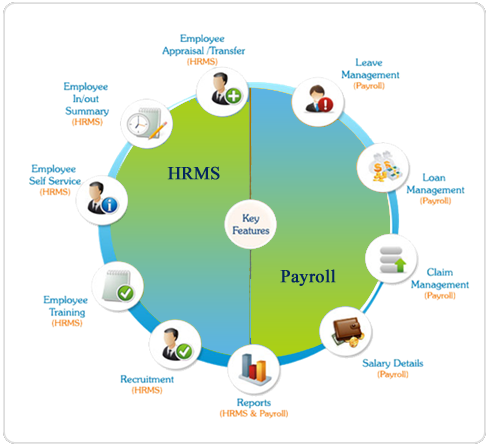 Employee
Appraisal /Transfer
(HRMS)
Leave
Management
(Payroll)
Employee
In/out
Summary
(HRMS)
Loan
Management
(Payroll)
Employee
Self Service
(HRMS)
HRMS
Key
Features
Payroll
Claim
Management
(Payroll)
Employee
Training
(HRMS)
Salary Details
(Payroll)
Recruitment
(HRMS)
Reports
(HRMS & Payroll)